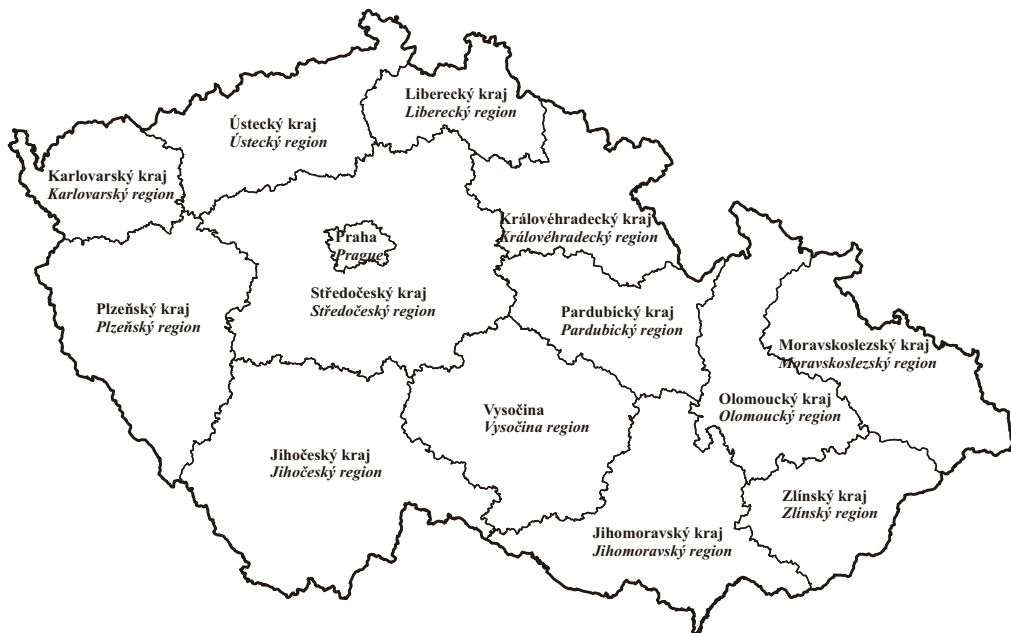 Liberecký kraj
Liberecký region
Ústecký kraj
Ústecký region
Karlovarský kraj
Karlovarský region
Královéhradecký kraj
Královéhradecký region
Praha
Prague
Středočeský kraj
Středočeský region
Plzeňský kraj
Plzeňský region
Pardubický kraj
Pardubický region
Moravskoslezský kraj
Moravskoslezský region
Olomoucký kraj
Olomoucký region
Vysočina
Vysočina region
Jihočeský kraj
Jihočeský region
Zlínský kraj
Zlínský region
Jihomoravský kraj
Jihomoravský region